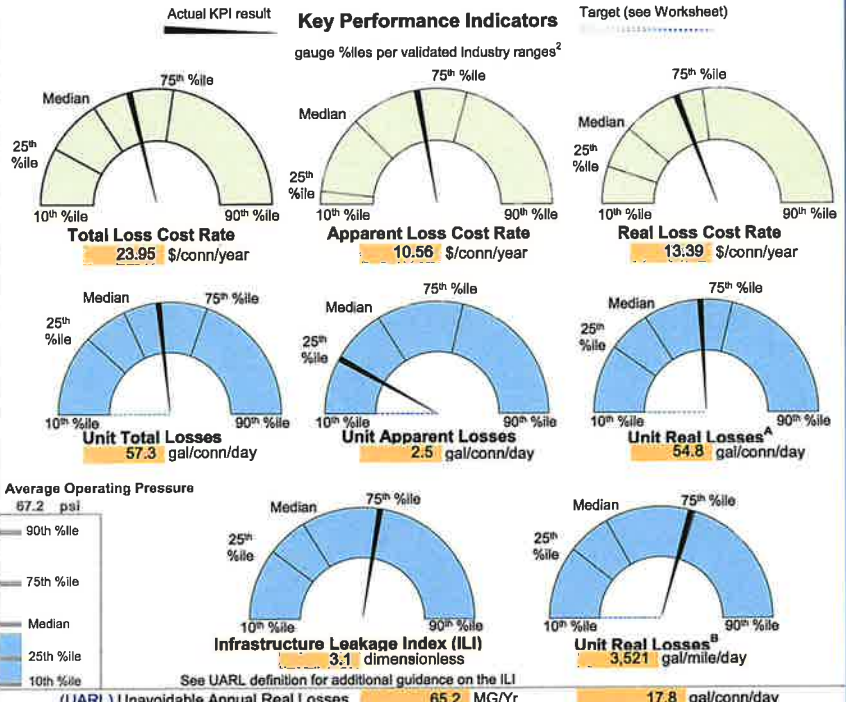 Actual KPI result
Key Performance Indicators
Target (see Worksheet)
gauge %iles per validated Industry ranges2
Median 75th %ile 25th %ile 10th %ile 90th %ile
Total Loss Cost Rate
23.95 $/conn/year
Median 75th %ile 25th %ile 10th %ile 90th %ile
Apparent Loss Cost Rate
10.56 $/conn/year
Median 75th %ile 25th %ile 10th %ile 90th %ile
Real Loss Cost Rate
13.39 $/conn/year
Median 75th %ile 25th %ile 10th %ile 90th %ile
Unit Total Losses
57.3 gal/conn/day
Median 75th %ile 25th %ile 10th %ile 90th %ile
Unit Apparent Losses
2.5 gal/conn/day
Median 75th %ile 25th %ile 10th %ile 90th %ile
Unit Real LossesA
54.8 gal/conn/day
Average Operating Pressure
67.2 psi
90th %ile
75th %ile
Median
25th %ile
10th %ile
Median 75th %ile 25th %ile 10th %ile 90th %ile
Infrastructure Leakage Index (ILI)
3.1 dimensionless
Median 75th %ile 25th %ile 10th %ile 90th %ile
Unit Real LossesB
3,521 gal/mile/day
See UARL definition for additional guidance on the ILI
(UARL) Unavoidable Annual Real Losses 65.2 MG/Yr 17.8 gal/conn/day